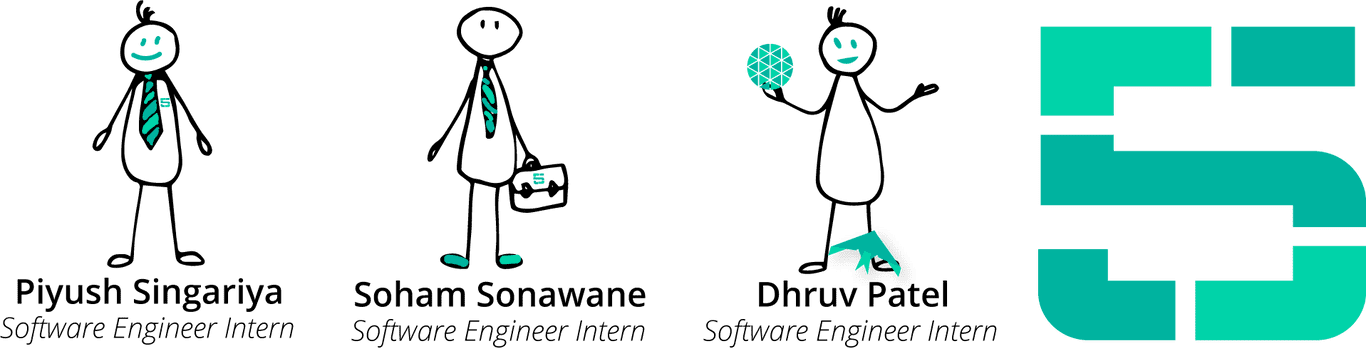 Piyush Singariya
Software Engineer Intern
Soham Sonawane
Software Engineer Intern
Dhruv Patel
Software Engineer Intern